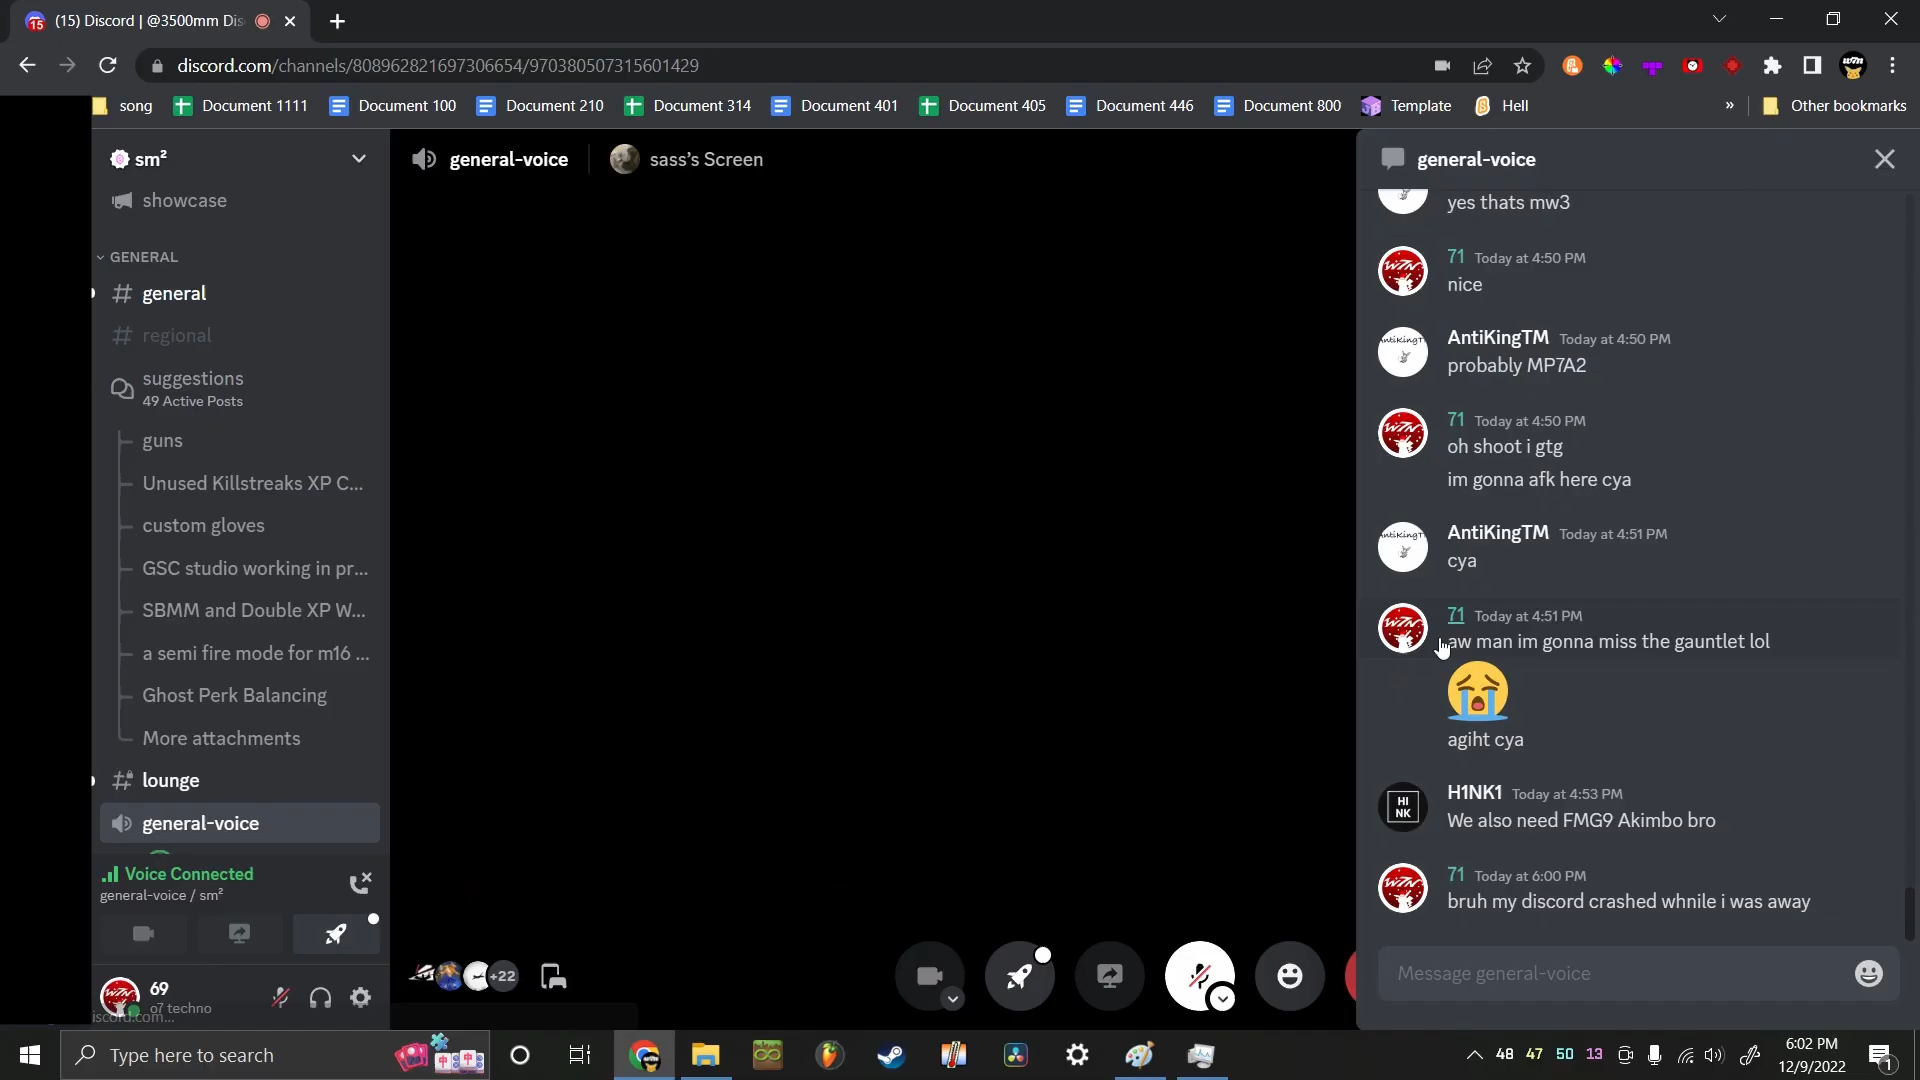 (15) Discord | @3500mm Dis
discord.com/channels/808962821697306654/970380507315601429
song
Document 1111
Document 100
Document 210
Document 314
Document 401
Document 405
Document 446
Document 800
Template
Hell
»
Other bookmarks
sm²
showcase
GENERAL
general
regional
suggestions
49 Active Posts
guns
Unused Killstreaks XP C...
custom gloves
GSC studio working in pr...
SBMM and Double XP W...
a semi fire mode for m16 ...
Ghost Perk Balancing
More attachments
lounge
general-voice
Voice Connected
general-voice / sm²
69
o7 techno
iscord.com...
general-voice
sass's Screen
+22
general-voice
yes thats mw3
71 Today at 4:50 PM
nice
AntiKingTM Today at 4:50 PM
probably MP7A2
71 Today at 4:50 PM
oh shoot i gtg
im gonna afk here cya
AntiKingTM Today at 4:51 PM
cya
71 Today at 4:51 PM
aw man im gonna miss the gauntlet lol
agiht cya
HI
NK
H1NK1 Today at 4:53 PM
We also need FMG9 Akimbo bro
71 Today at 6:00 PM
bruh my discord crashed whnile i was away
Message general-voice
Type here to search
48 47 50 13
6:02 PM
12/9/2022
1